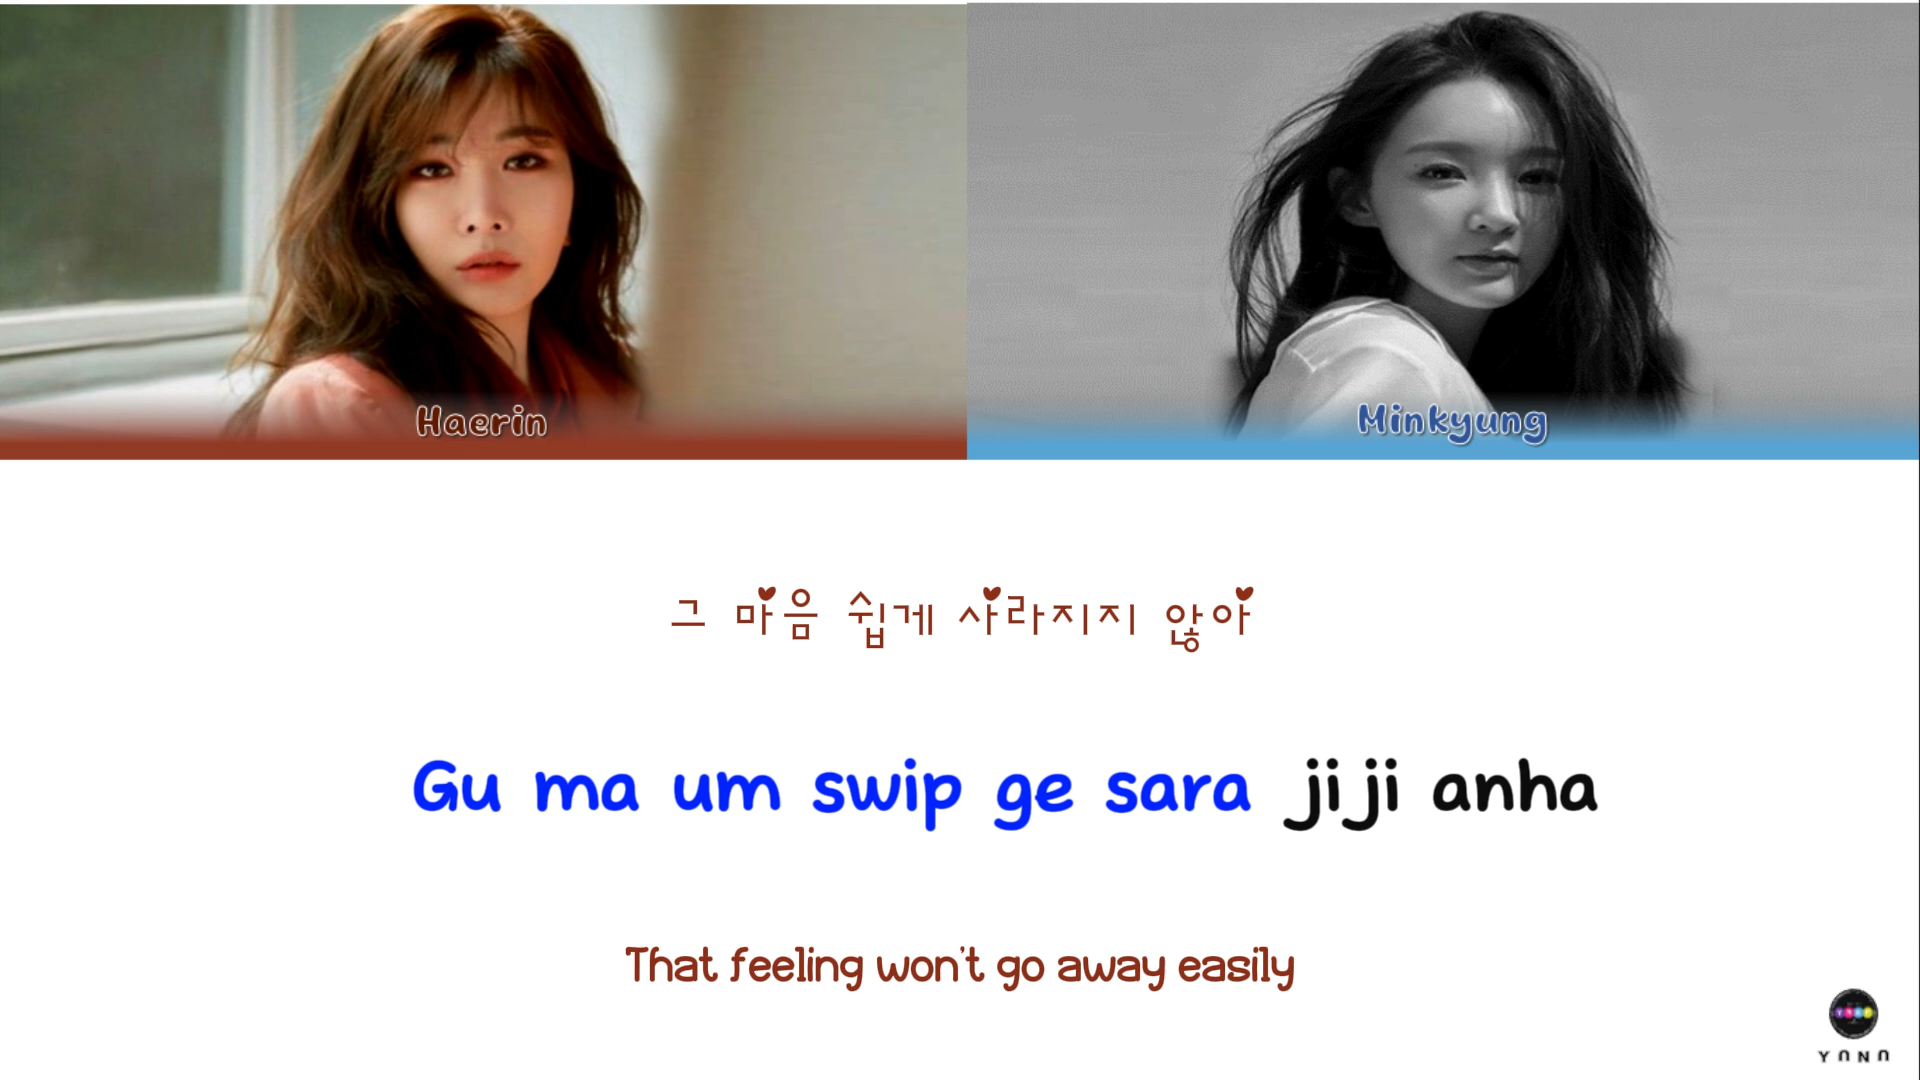 Haerin
Minkyung
그 마음 쉽게 사라지지 않아
Gu ma um swip ge sara jiji anha
That feeling won't go away easily
YANA